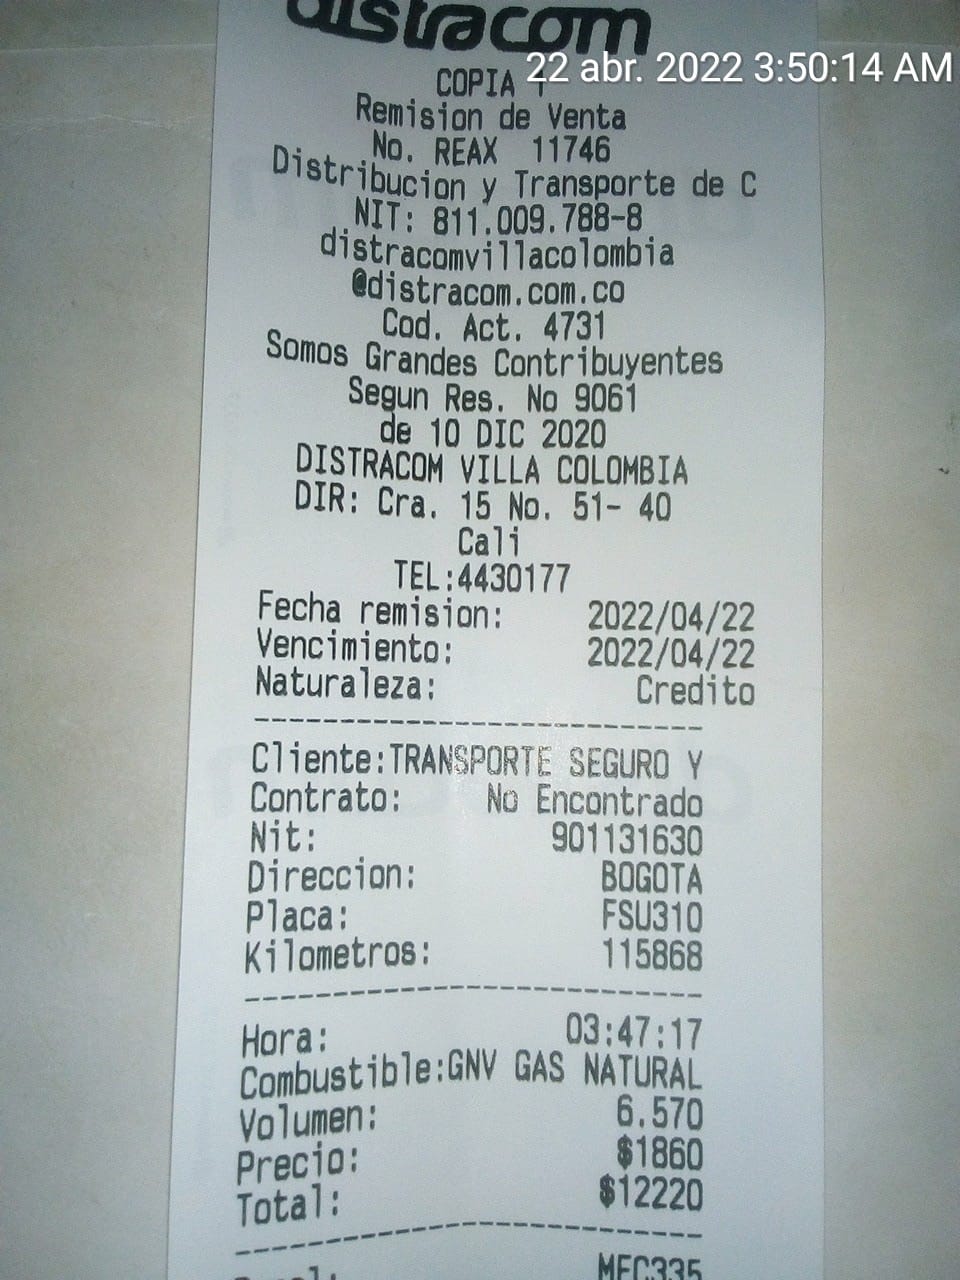 distracom
22 abr. 2022 3:50:14 AM
COPIA 1
Remision de Venta
No. REAX 11746
Distribucion y Transporte de C
NIT: 811.009.788-8
distracomvillacolombia
@distracom.com.co
Cod. Act. 4731
Somos Grandes Contribuyentes
Segun Res. No 9061
de 10 DIC 2020
DISTRACOM VILLA COLOMBIA
DIR: Cra. 15 No. 51- 40
Cali
TEL:4430177
Fecha remision: 2022/04/22
Vencimiento: 2022/04/22
Naturaleza: Credito
Cliente:TRANSPORTE SEGURO Y
Contrato: No Encontrado
Nit: 901131630
Direccion: BOGOTA
Placa: FSU310
Kilometros: 115868
Hora: 03:47:17
Combustible:GNV GAS NATURAL
Volumen: 6.570
Precio: $1860
Total: $12220
MFC335